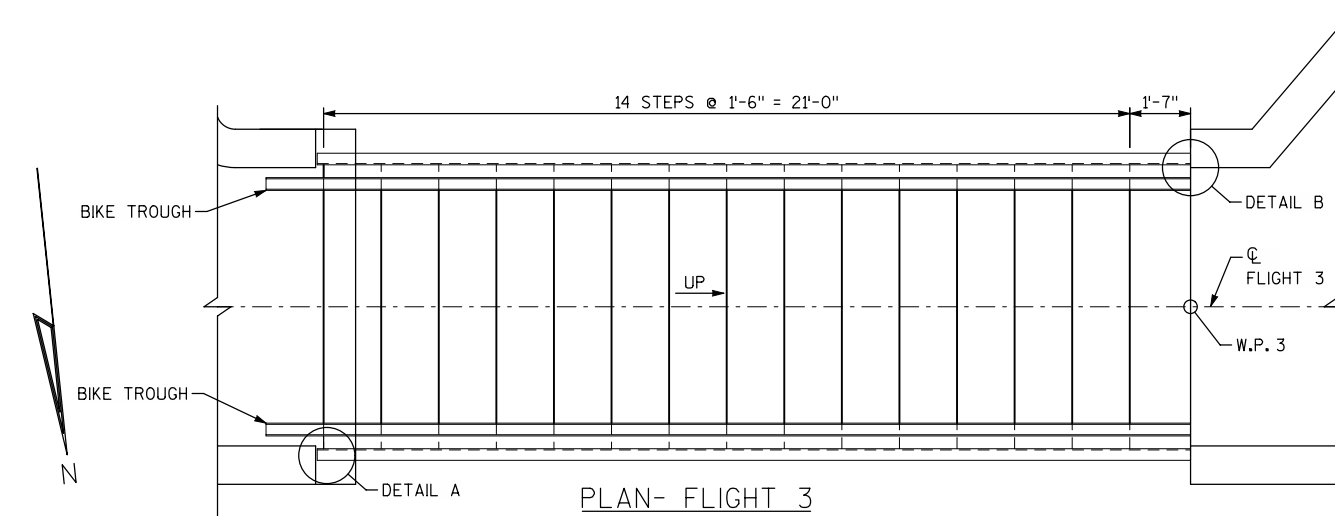 14 STEPS @ 1'-6" = 21'-0"
1'-7"
BIKE TROUGH
DETAIL B
UP
℄
FLIGHT 3
W.P. 3
BIKE TROUGH
N
DETAIL A
PLAN- FLIGHT 3